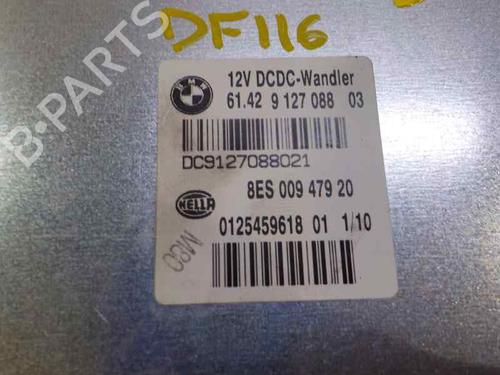 DF116
B-PARTS
BMW
12V DCDC-Wandler
61.42 9 127 088 03
DC9127088021
8ES 009 479 20
HELLA
0125459618 01 1/10
M80